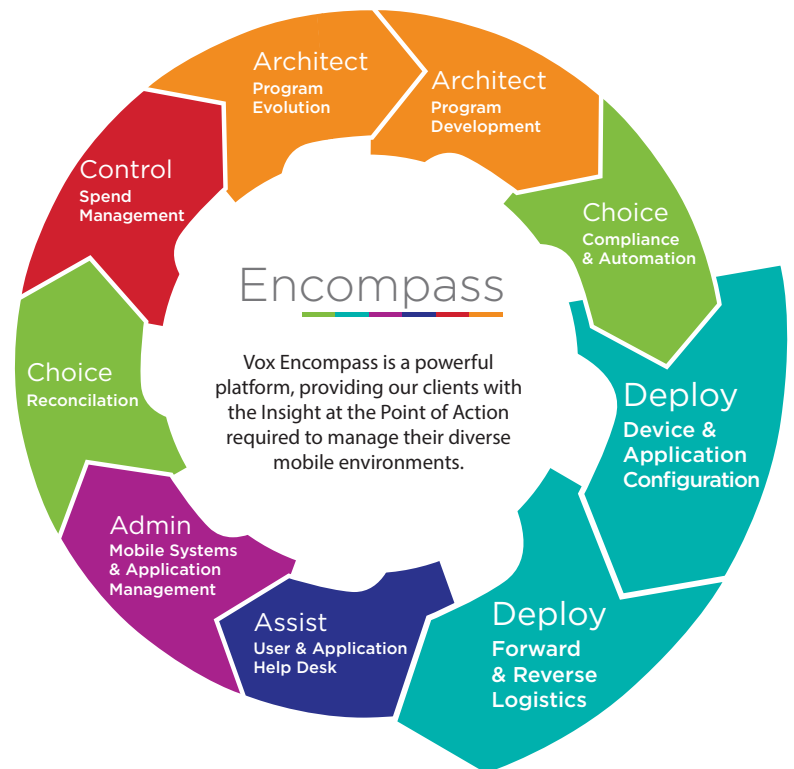 Architect
Program
Evolution
Architect
Program
Development
Control
Spend
Management
Choice
Compliance
& Automation
Encompass
Vox Encompass is a powerful
platform, providing our clients with
the Insight at the Point of Action
required to manage their diverse
mobile environments.
Choice
Reconcilation
Deploy
Device &
Application
Configuration
Admin
Mobile Systems
& Application
Management
Assist
User & Application
Help Desk
Deploy
Forward
& Reverse
Logistics